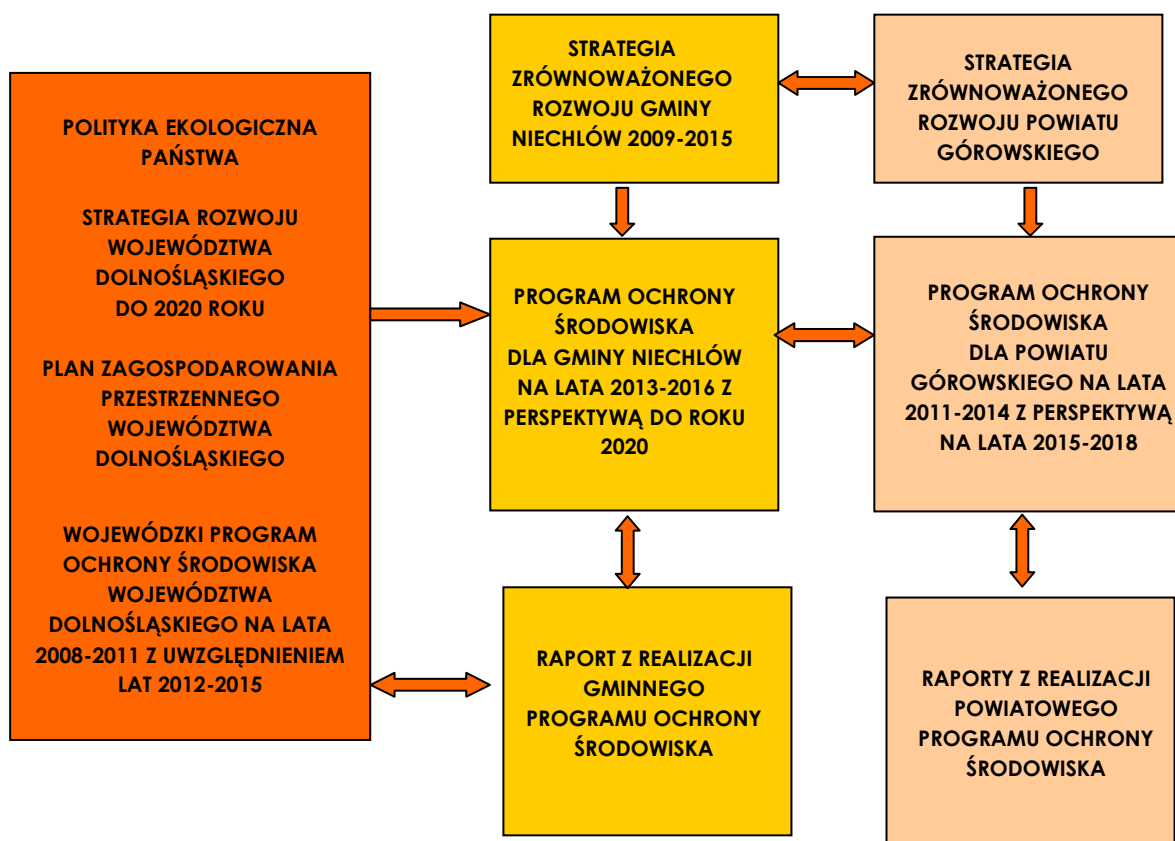 POLITYKA EKOLOGICZNA
PAŃSTWA
STRATEGIA ROZWOJU
WOJEWÓDZTWA
DOLNOŚLĄSKIEGO
DO 2020 ROKU
PLAN ZAGOSPODAROWANIA
PRZESTRZENNEGO
WOJEWÓDZTWA
DOLNOŚLĄSKIEGO
WOJEWÓDZKI PROGRAM
OCHRONY ŚRODOWISKA
WOJEWÓDZTWA
DOLNOŚLĄSKIEGO NA LATA
2008-2011 Z UWZGLĘDNIENIEM
LAT 2012-2015
STRATEGIA
ZRÓWNOWAŻONEGO
ROZWOJU GMINY
NIECHLÓW 2009-2015
STRATEGIA
ZRÓWNOWAŻONEGO
ROZWOJU POWIATU
GÓROWSKIEGO
PROGRAM OCHRONY
ŚRODOWISKA
DLA GMINY NIECHLÓW
NA LATA 2013-2016 Z
PERSPEKTYWĄ DO ROKU
2020
PROGRAM OCHRONY
ŚRODOWISKA
DLA POWIATU
GÓROWSKIEGO NA LATA
2011-2014 Z PERSPEKTYWĄ
NA LATA 2015-2018
RAPORT Z REALIZACJI
GMINNEGO
PROGRAMU OCHRONY
ŚRODOWISKA
RAPORTY Z REALIZACJI
POWIATOWEGO
PROGRAMU OCHRONY
ŚRODOWISKA